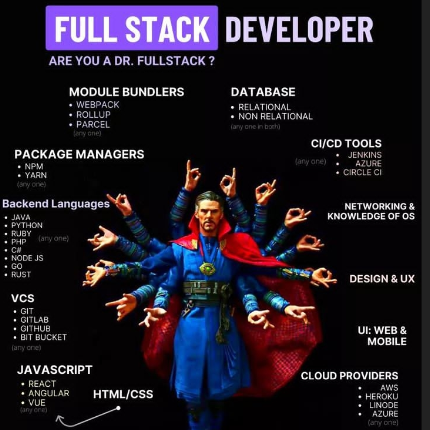 FULL STACK DEVELOPER
ARE YOU A DR. FULLSTACK ?
MODULE BUNDLERS
• WEBPACK
• ROLLUP
• PARCEL
(any one)
DATABASE
• RELATIONAL
• NON RELATIONAL
(any one in both)
CI/CD TOOLS
(any one)
• JENKINS
• AZURE
• CIRCLE CI
PACKAGE MANAGERS
• NPM
• YARN
(any one)
Backend Languages
• JAVA
• PYTHON
• RUBY
• PHP
• C#
• NODE JS
• GO
• RUST
(any one)
NETWORKING &
KNOWLEDGE OF OS
DESIGN & UX
VCS
• GIT
• GITLAB
• GITHUB
• BIT BUCKET
(any one)
UI: WEB &
MOBILE
JAVASCRIPT
• REACT
• ANGULAR
• VUE
(any one)
HTML/CSS
CLOUD PROVIDERS
• AWS
• HEROKU
• LINODE
• AZURE
(any one)